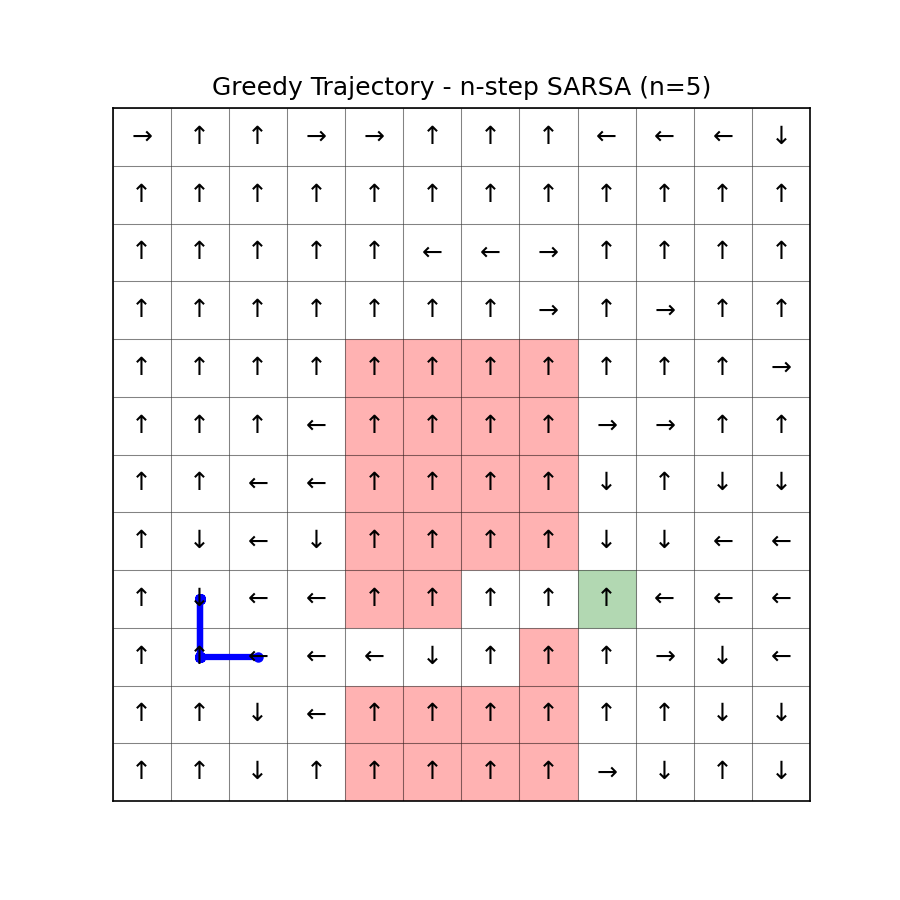 Greedy Trajectory - n-step SARSA (n=5)
→ ↑ ↑ → → ↑ ↑ ↑ ← ← ← ↓
↑ ↑ ↑ ↑ ↑ ↑ ↑ ↑ ↑ ↑ ↑ ↑
↑ ↑ ↑ ↑ ↑ ← ← → ↑ ↑ ↑ ↑
↑ ↑ ↑ ↑ ↑ ↑ ↑ → ↑ → ↑ ↑
↑ ↑ ↑ ↑ ↑ ↑ ↑ ↑ ↑ ↑ ↑ →
↑ ↑ ↑ ← ↑ ↑ ↑ ↑ → → ↑ ↑
↑ ↑ ← ← ↑ ↑ ↑ ↑ ↓ ↑ ↓ ↓
↑ ↓ ← ↓ ↑ ↑ ↑ ↑ ↓ ↓ ← ←
↑ ↓ ← ← ↑ ↑ ↑ ↑ ↑ ← ← ←
↑ ↑ ← ← ← ↓ ↑ ↑ ↑ → ↓ ←
↑ ↑ ↓ ← ↑ ↑ ↑ ↑ ↑ ↑ ↓ ↓
↑ ↑ ↓ ↑ ↑ ↑ ↑ ↑ → ↓ ↑ ↓